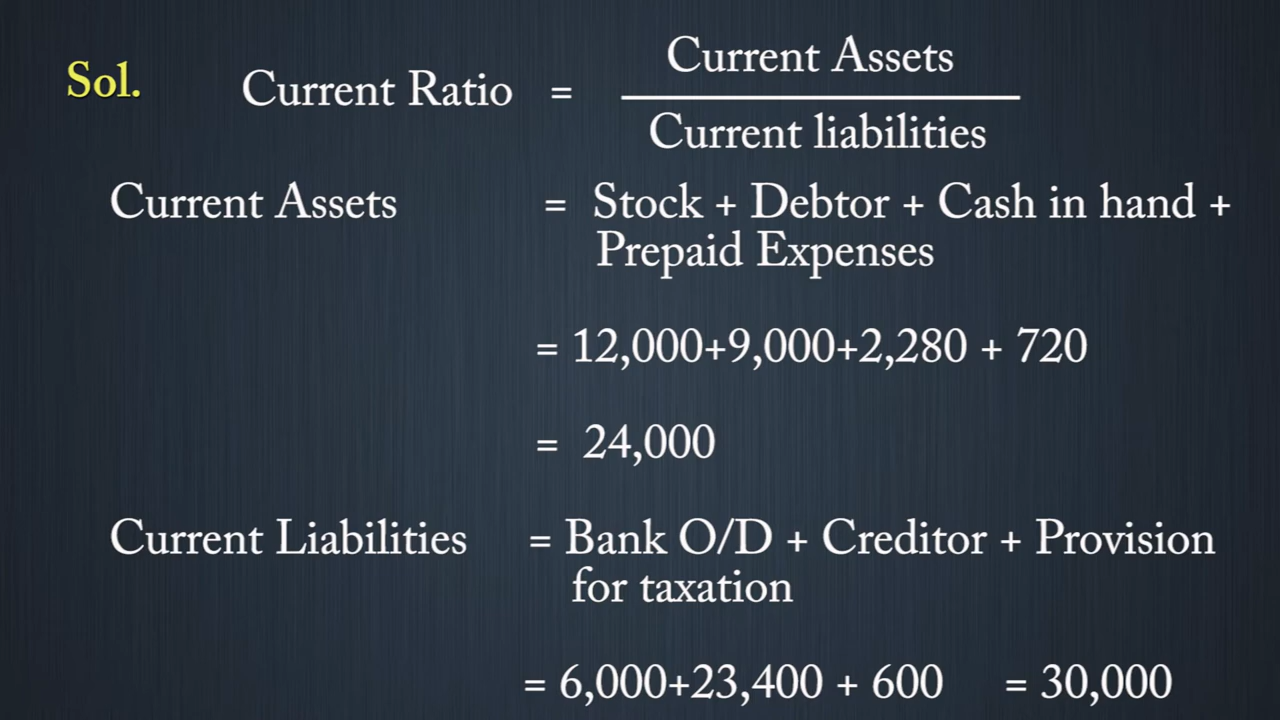 Sol.
Current Ratio = Current Assets
Current liabilities
Current Assets = Stock + Debtor + Cash in hand +
Prepaid Expenses
= 12,000+9,000+2,280 + 720
= 24,000
Current Liabilities = Bank O/D + Creditor + Provision
for taxation
= 6,000+23,400 + 600 = 30,000